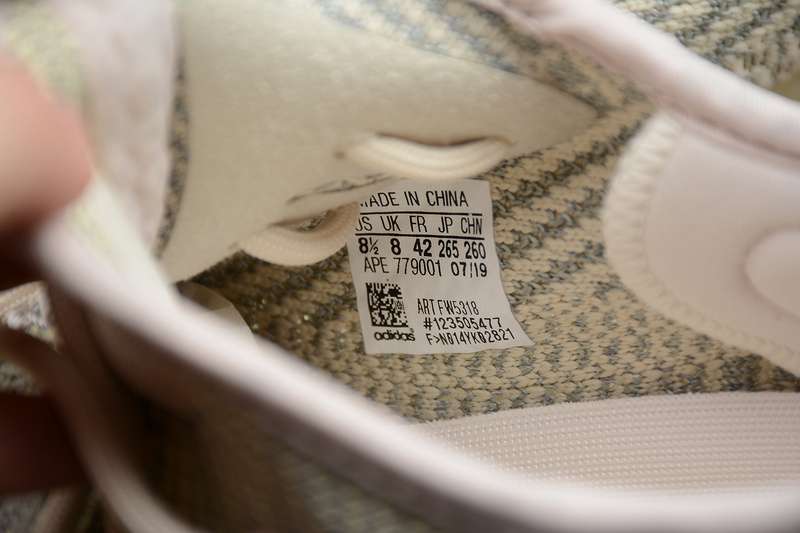 MADE IN CHINA
US UK FR JP CHN
8½ 8 42 265 260
APE 779001 07/19
ART FW5318
#123505477
F>N014YK02821
adidas